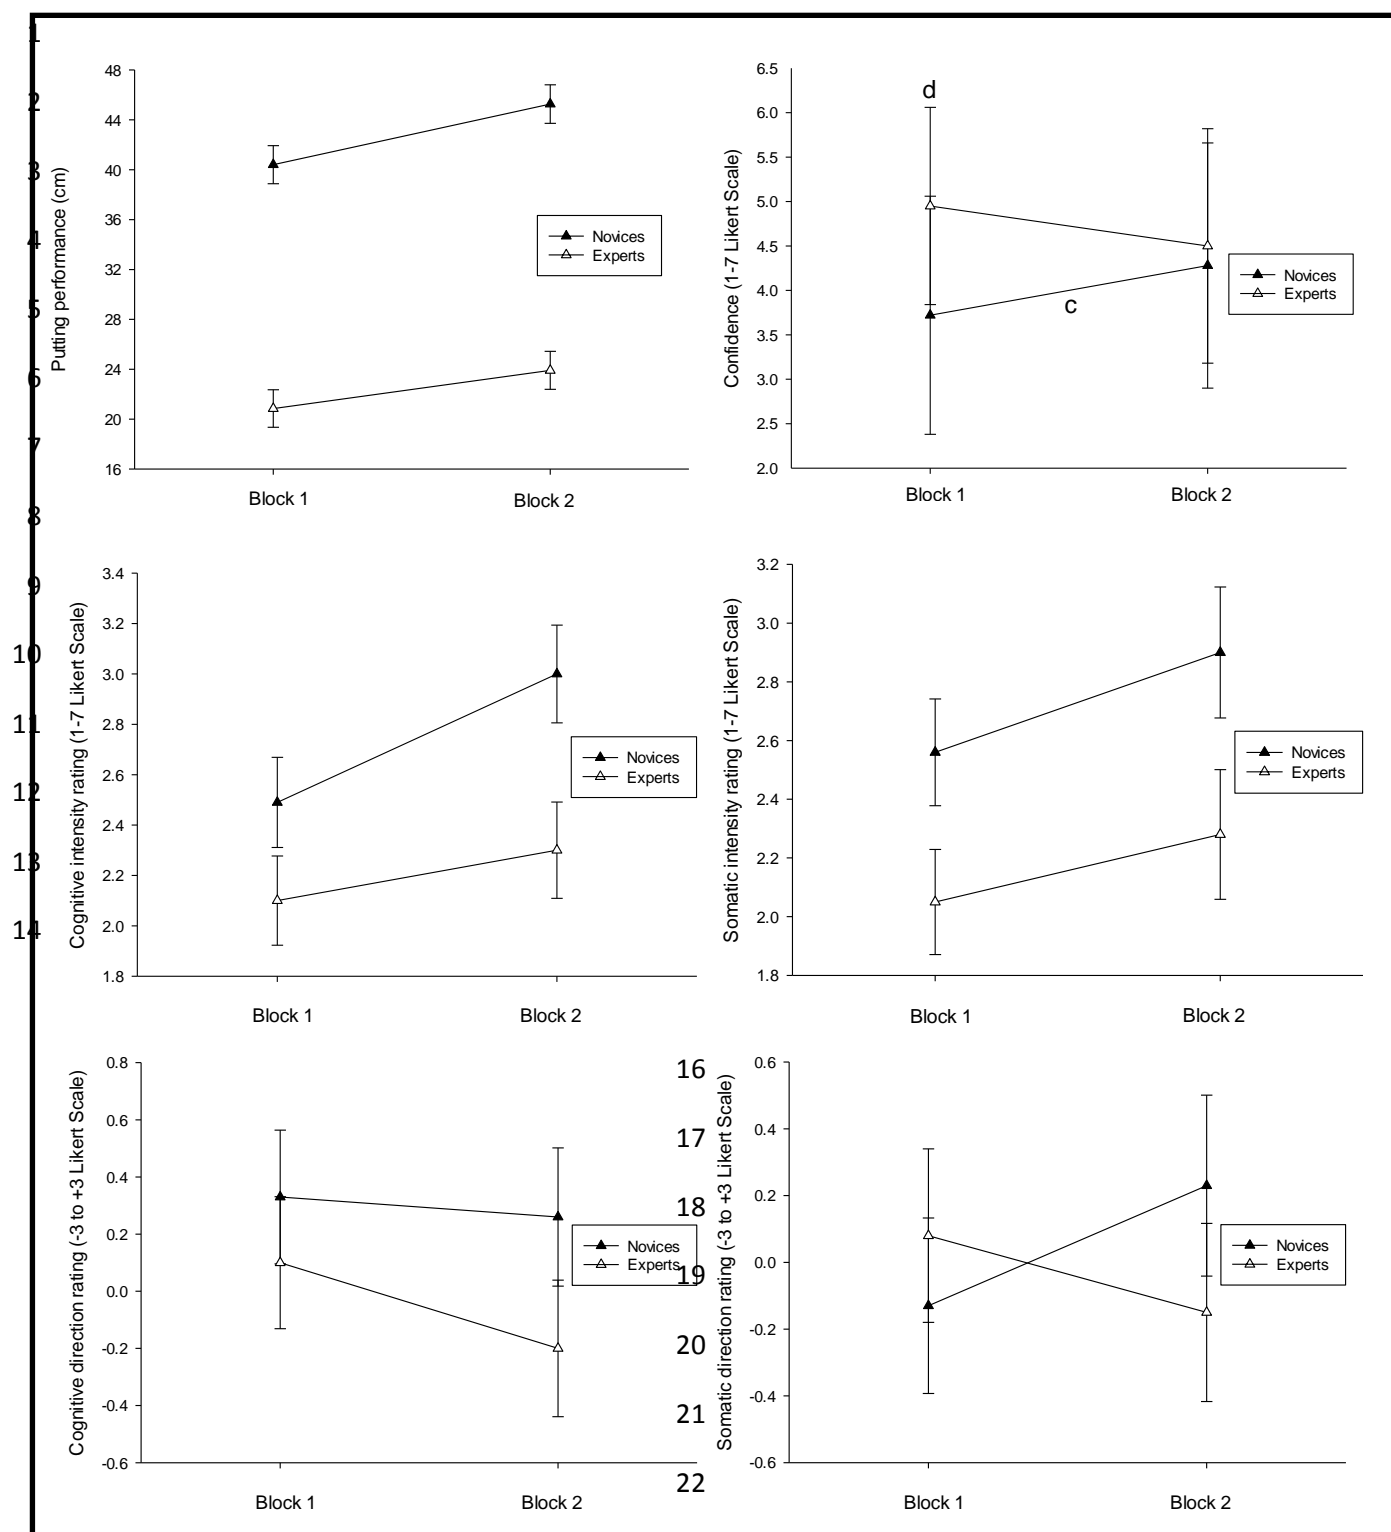 1
2
3
4
5
6
7
8
9
10
11
12
13
14
Putting performance (cm)
48
44
40
36
32
28
24
20
16
Novices
Experts
Block 1
Block 2
Confidence (1-7 Likert Scale)
6.5
6.0
5.5
5.0
4.5
4.0
3.5
3.0
2.5
2.0
d
c
Novices
Experts
Block 1
Block 2
Cognitive intensity rating (1-7 Likert Scale)
3.4
3.2
3.0
2.8
2.6
2.4
2.2
2.0
1.8
Novices
Experts
Block 1
Block 2
Somatic intensity rating (1-7 Likert Scale)
3.2
3.0
2.8
2.6
2.4
2.2
2.0
1.8
Novices
Experts
Block 1
Block 2
Cognitive direction rating (-3 to +3 Likert Scale)
0.8
0.6
0.4
0.2
0.0
-0.2
-0.4
-0.6
Novices
Experts
Block 1
Block 2
16
17
18
19
20
21
22
Somatic direction rating (-3 to +3 Likert Scale)
0.6
0.4
0.2
0.0
-0.2
-0.4
-0.6
Novices
Experts
Block 1
Block 2